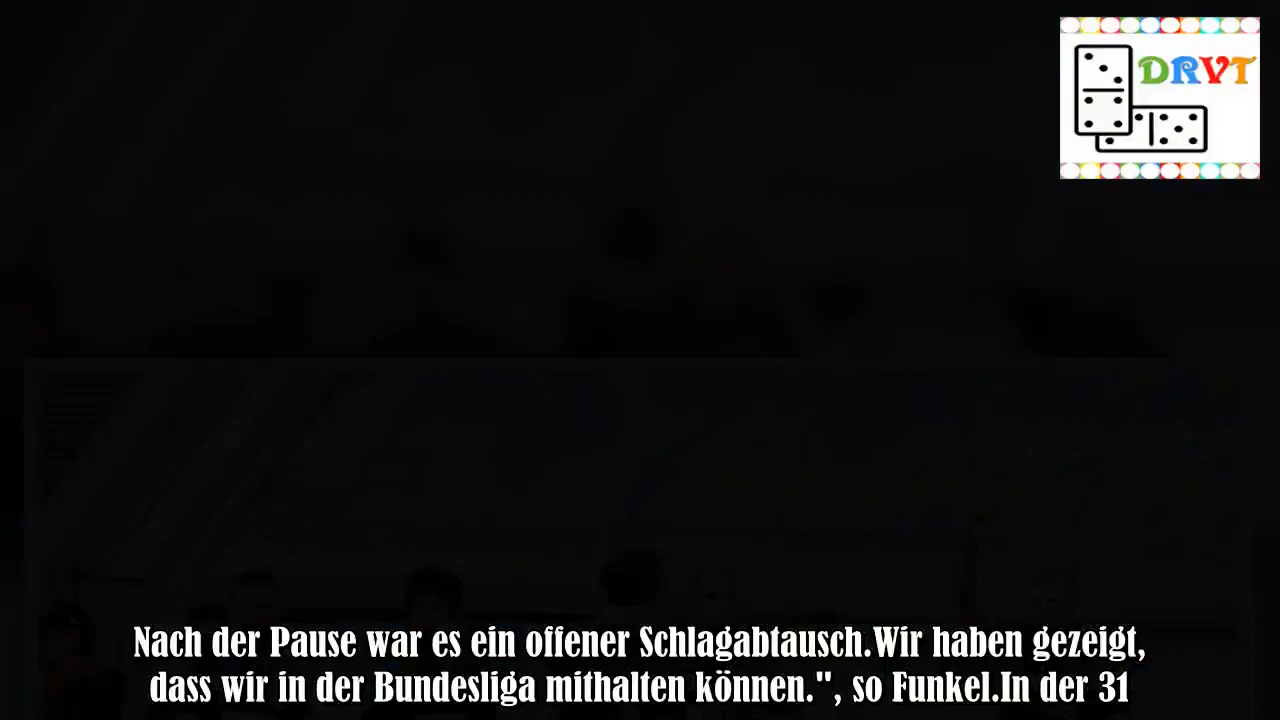 DRVT
Nach der Pause war es ein offener Schlagabtausch.Wir haben gezeigt,
dass wir in der Bundesliga mithalten können.", so Funkel.In der 31